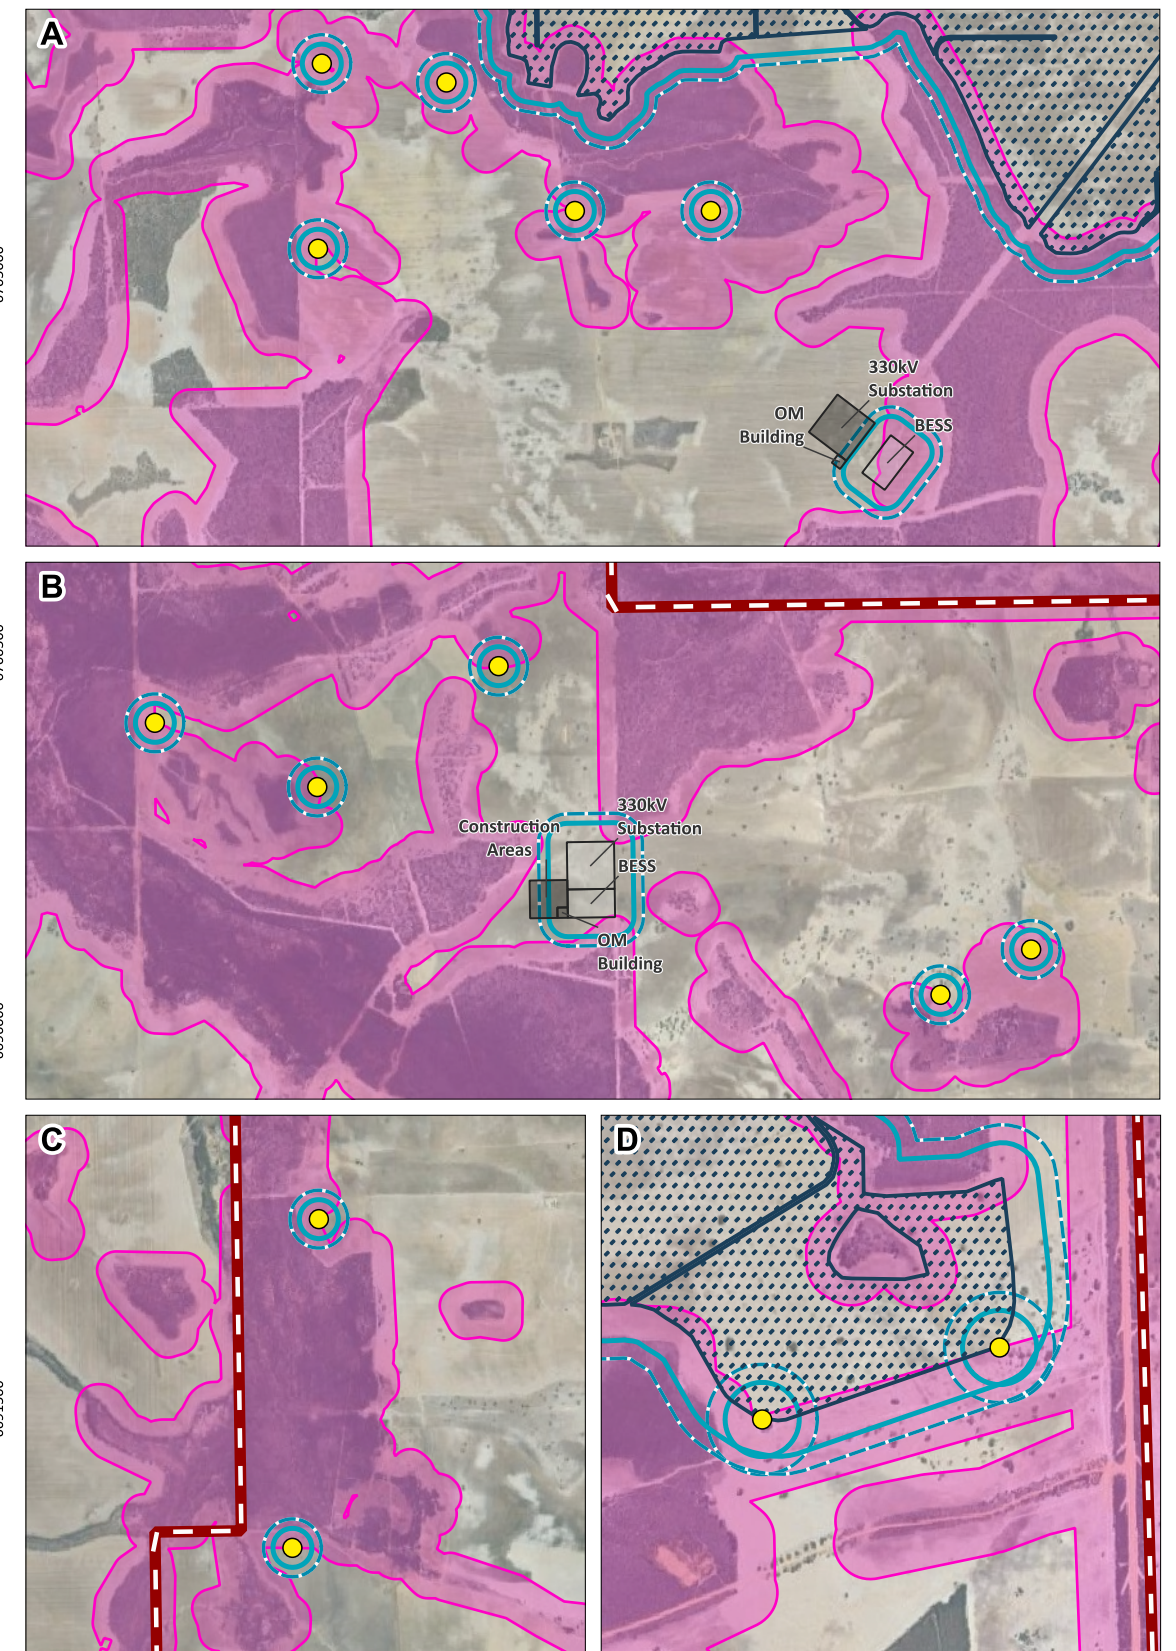 A
330kV
Substation
OM
Building
BESS
B
330kV
Substation
Construction
Areas
BESS
OM
Building
C
D